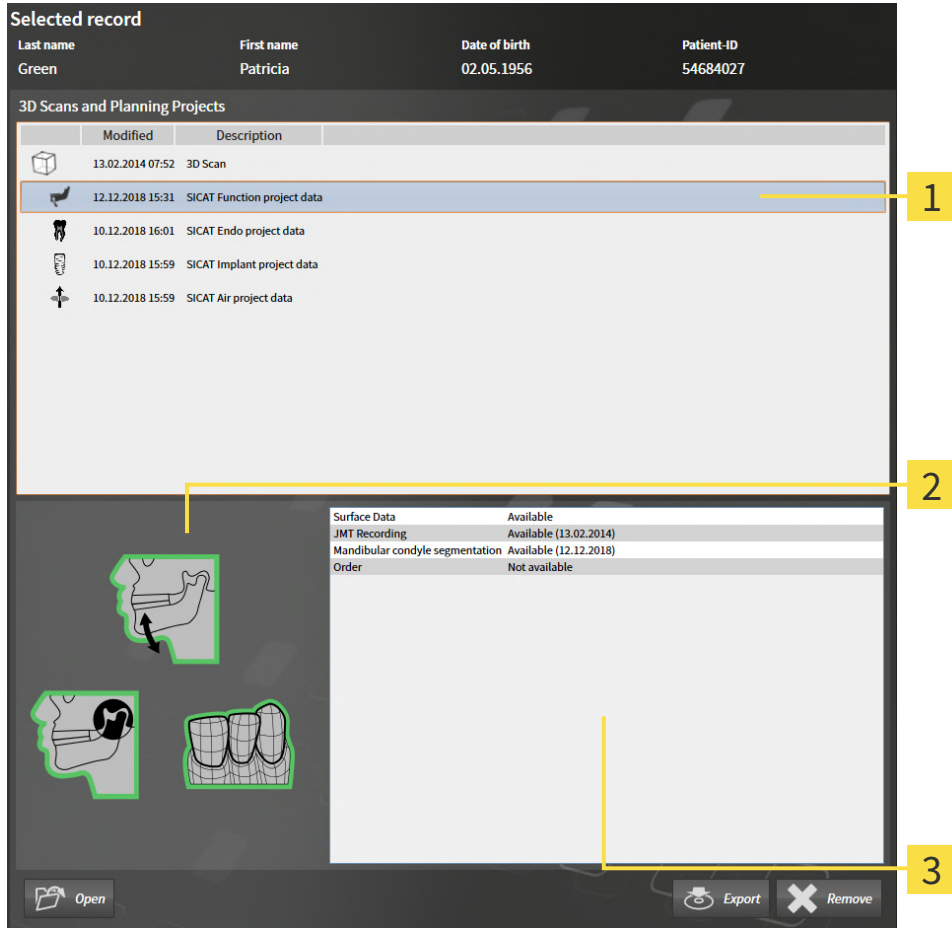 Selected record
Last name First name Date of birth Patient-ID
Green Patricia 02.05.1956 54684027
3D Scans and Planning Projects
Modified Description
13.02.2014 07:52 3D Scan
12.12.2018 15:31 SICAT Function project data
1
10.12.2018 16:01 SICAT Endo project data
10.12.2018 15:59 SICAT Implant project data
10.12.2018 15:59 SICAT Air project data
2
Surface Data Available
JMT Recording Available (13.02.2014)
Mandibular condyle segmentation Available (12.12.2018)
Order Not available
3
Open Export Remove